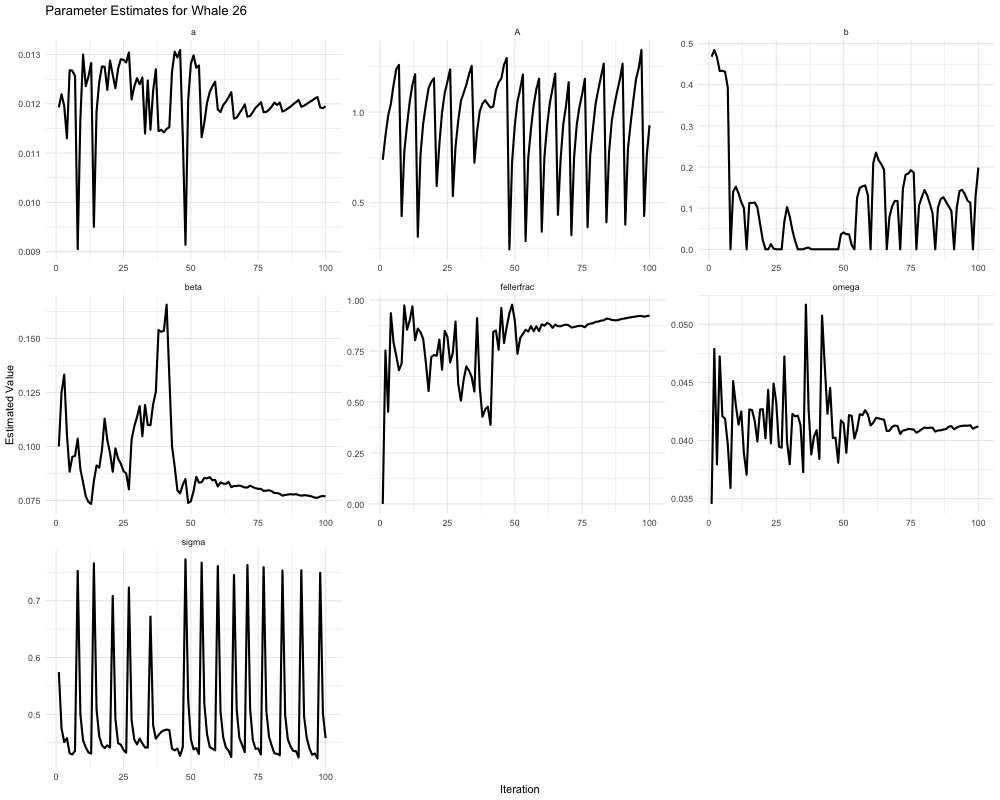 Parameter Estimates for Whale 26
a
A
b
0.013
0.012
0.011
0.010
0.009
0 25 50 75 100
1.0
0.5
0 25 50 75 100
0.5
0.4
0.3
0.2
0.1
0.0
0 25 50 75 100
beta
fellerfrac
omega
Estimated Value
0.150
0.125
0.100
0.075
0 25 50 75 100
1.00
0.75
0.50
0.25
0.00
0 25 50 75 100
0.050
0.045
0.040
0.035
0 25 50 75 100
sigma
0.7
0.6
0.5
0 25 50 75 100
Iteration